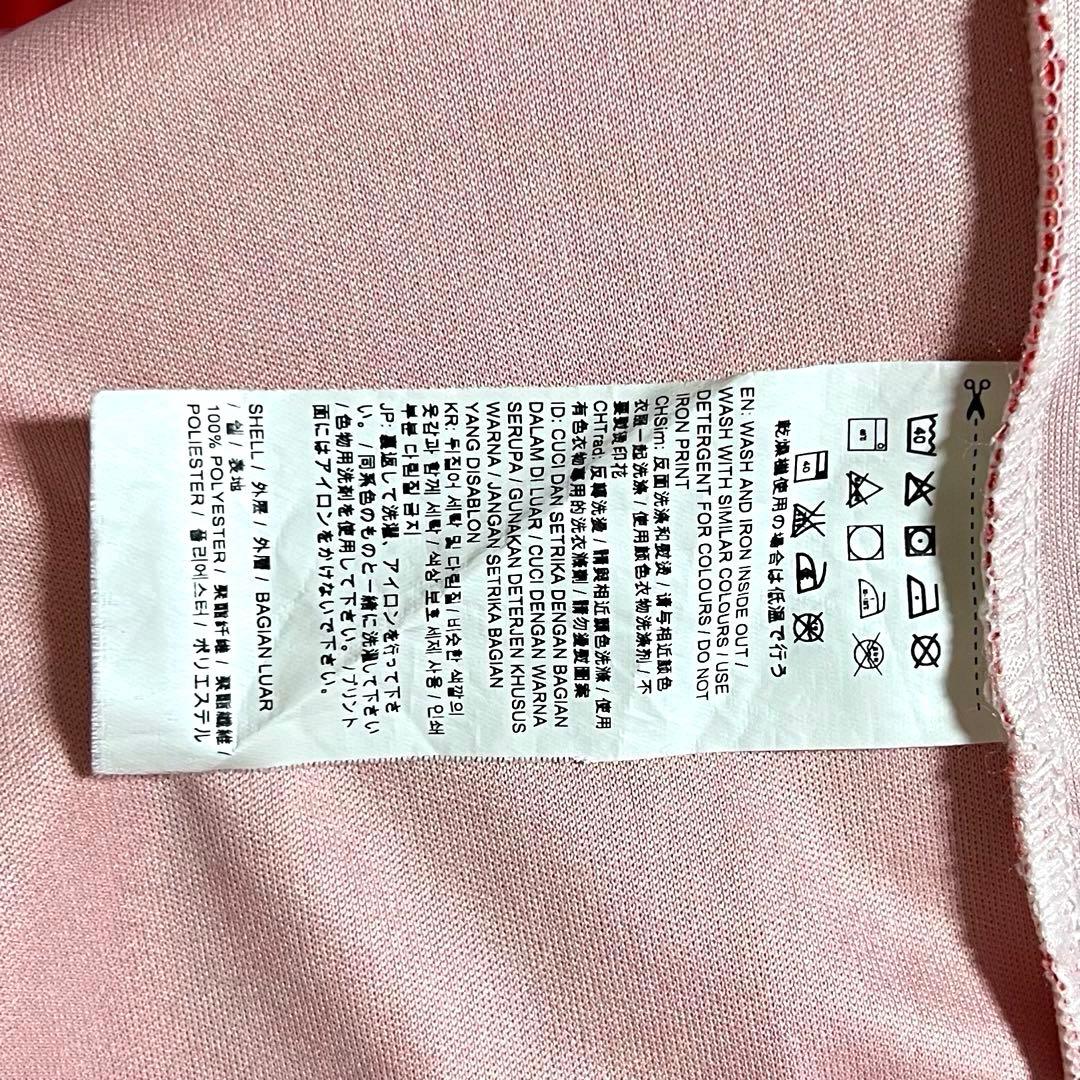 40
40
乾燥機使用の場合は低温で行ろ
EN: WASH AND IRON INSIDE OUT /
WASH WITH SIMILAR COLOURS / USE
DETERGENT FOR COLOURS / DO NOT
IRON PRINT
CHSim: 反面洗涤和熨烫 / 请与相近颜色
衣服一起洗涤 / 使用颜色衣物洗涤剂 / 不
要熨烫印花
CHTrad: 反轉洗燙 / 請與相近顏色洗滌 / 使用
有色衣物專用的洗衣滌劑 / 請勿燙熨圖案
ID: CUCI DAN SETRIKA DENGAN BAGIAN
DALAM DI LUAR / CUCI DENGAN WARNA
SERUPA / GUNAKAN DETERJEN KHUSUS
WARNA / JANGAN SETRIKA BAGIAN
YANG DISABLON
KR: 뒤집어 세탁 및 다림질 / 비슷한 색깔의
옷감과 함께 세탁 / 색상 보호 세제 사용 / 인쇄
부분 다림질 금지
JP: 裏返して洗濯、アイロンを行って下さ
い。 / 同系色のものと一緒に洗濯して下さい
/ 色物用洗剤を使用して下さい。 / プリント
面にはアイロンをかけないで下さい。
SHELL / 外层 / 外層 / BAGIAN LUAR
/ 쉘 / 表地
100% POLYESTER / 聚酯纤维 / 聚酯纖維 /
POLIESTER / 폴리에스터 / ポリエステル